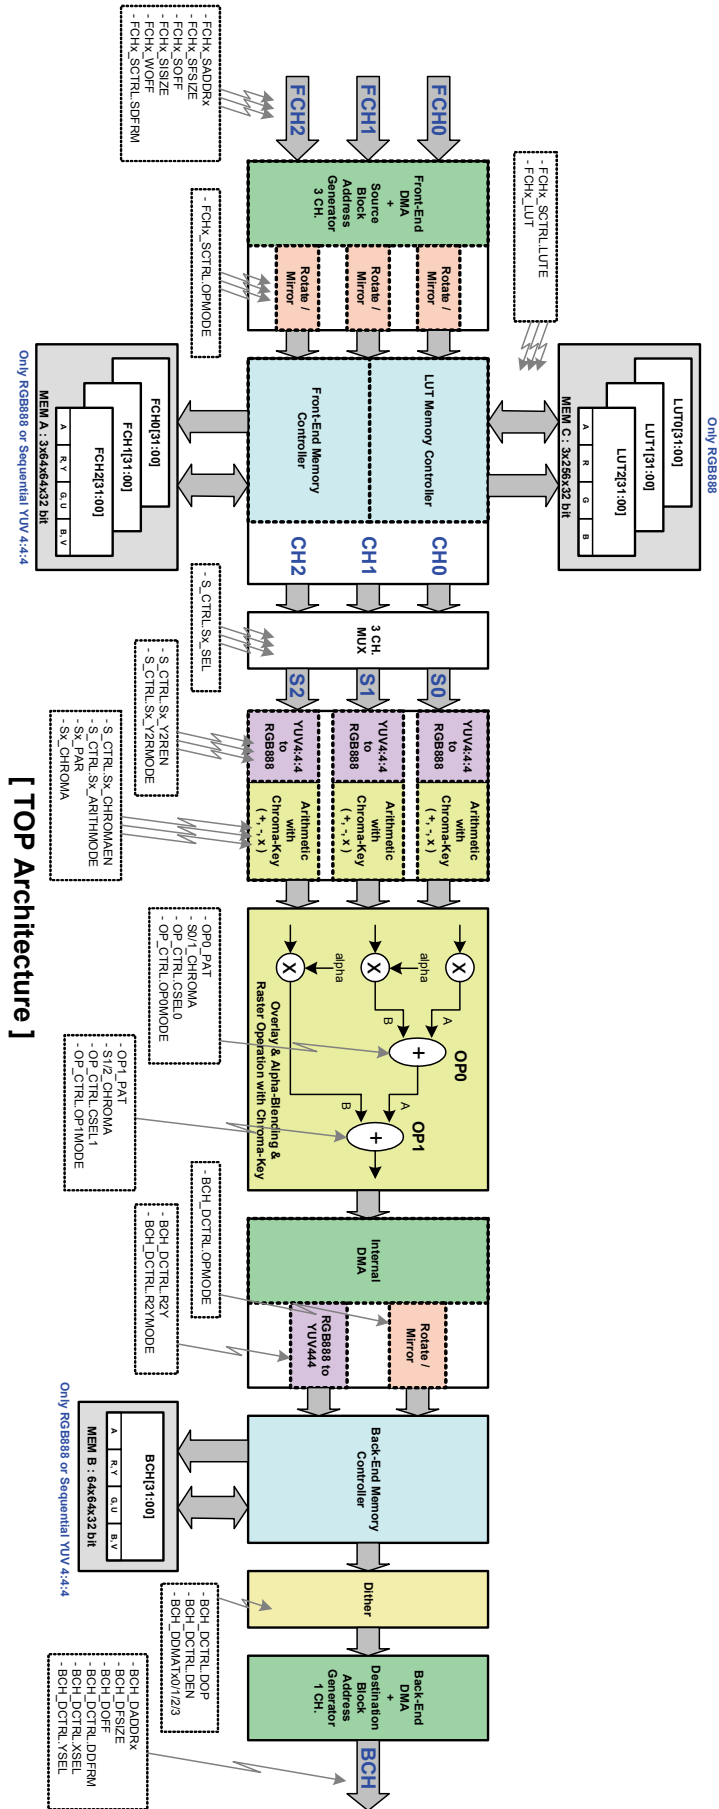 - FCHx_SADDRx
- FCHx_SFSIZE
- FCHx_SOFF
- FCHx_SISIZE
- FCHx_WOFF
- FCHx_SCTRL.SDFRM
FCH0
FCH1
FCH2
Front-End
DMA
+
Source
Block
Address
Generator
3 CH.
Rotate /
Mirror
Rotate /
Mirror
Rotate /
Mirror
- FCHx_SCTRL.OPMODE
- FCHx_SCTRL.LUTE
- FCHx_LUT
Only RGB888
LUT0[31:00]
LUT1[31:00]
LUT2[31:00]
A
R
G
B
MEM C : 3x256x32 bit
LUT Memory Controller
Front-End Memory
Controller
FCH0[31:00]
FCH1[31:00]
FCH2[31:00]
A
R,Y
G,U
B,V
MEM A : 3x64x64x32 bit
Only RGB888 or Sequential YUV 4:4:4
CH0
CH1
CH2
3 CH.
MUX
- S_CTRL.Sx_SEL
S0
S1
S2
YUV4:4:4
to
RGB888
YUV4:4:4
to
RGB888
YUV4:4:4
to
RGB888
- S_CTRL.Sx_Y2REN
- S_CTRL.Sx_Y2RMODE
Arithmetic
with
Chroma-Key
( +, -, x )
Arithmetic
with
Chroma-Key
( +, -, x )
Arithmetic
with
Chroma-Key
( +, -, x )
- S_CTRL.Sx_CHROMAEN
- S_CTRL.Sx_ARITHMODE
- Sx_PAR
- Sx_CHROMA
X
X
X
alpha
alpha
A
B
+
OP0
A
B
+
OP1
Overlay & Alpha-Blending &
Raster Operation with Chroma-Key
- OP0_PAT
- S0/1_CHROMA
- OP_CTRL.CSEL0
- OP_CTRL.OP0MODE
- OP1_PAT
- S1/2_CHROMA
- OP_CTRL.CSEL1
- OP_CTRL.OP1MODE
Internal
DMA
Rotate /
Mirror
RGB888 to
YUV444
- BCH_DCTRL.OPMODE
- BCH_DCTRL.R2Y
- BCH_DCTRL.R2YMODE
Back-End Memory
Controller
BCH[31:00]
A
R,Y
G,U
B,V
MEM B : 64x64x32 bit
Only RGB888 or Sequential YUV 4:4:4
Dither
- BCH_DCTRL.DOP
- BCH_DCTRL.DEN
- BCH_DDMATx0/1/2/3
Back-End
DMA
+
Destination
Block
Address
Generator
1 CH.
BCH
- BCH_DADDRx
- BCH_DFSIZE
- BCH_DOFF
- BCH_DCTRL.DDFRM
- BCH_DCTRL.XSEL
- BCH_DCTRL.YSEL
[ TOP Architecture ]